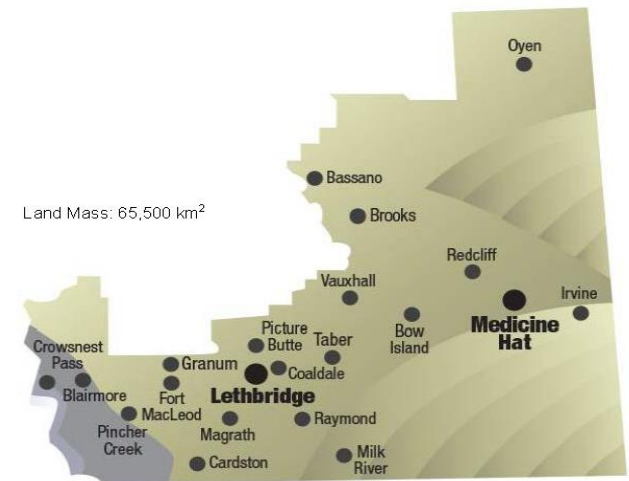 Oyen
Bassano
Land Mass: 65,500 km²
Brooks
Redcliff
Vauxhall
Irvine
Medicine
Hat
Bow
Island
Picture
Butte
Taber
Crowsnest
Pass
Granum
Coaldale
Blairmore
Fort
MacLeod
Lethbridge
Pincher
Creek
Magrath
Raymond
Cardston
Milk
River